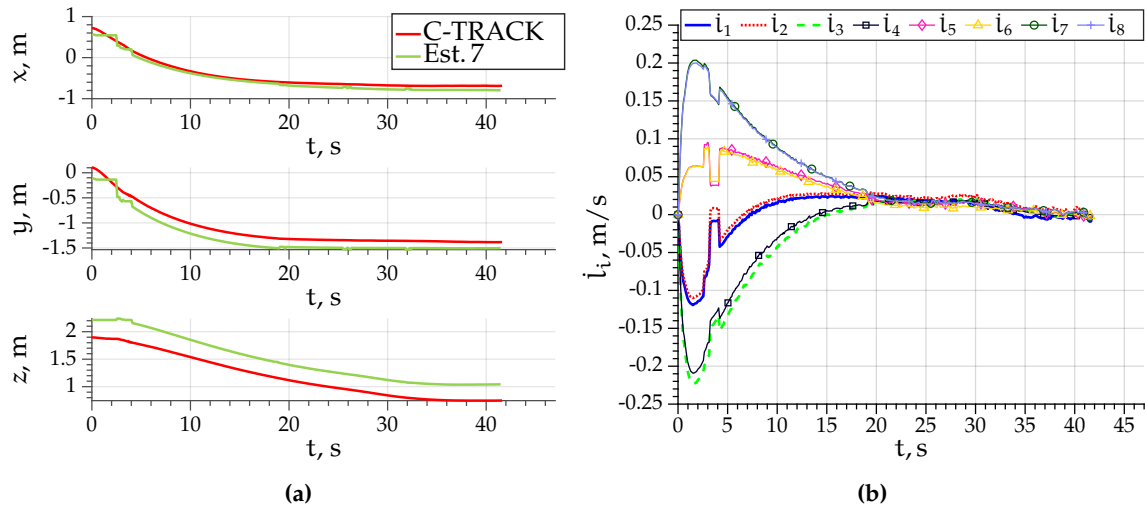 C-TRACK
Est. 7
x, m
1
0
-1
0 10 20 30 40
t, s
y, m
0
-0.5
-1
-1.5
0 10 20 30 40
t, s
z, m
2
1.5
1
0 10 20 30 40
t, s
(a)
i̇₁ i̇₂ i̇₃ i̇₄ i̇₅ i̇₆ i̇₇ i̇₈
i̇ᵢ, m/s
0.25
0.2
0.15
0.1
0.05
0
-0.05
-0.1
-0.15
-0.2
-0.25
0 5 10 15 20 25 30 35 40 45
t, s
(b)